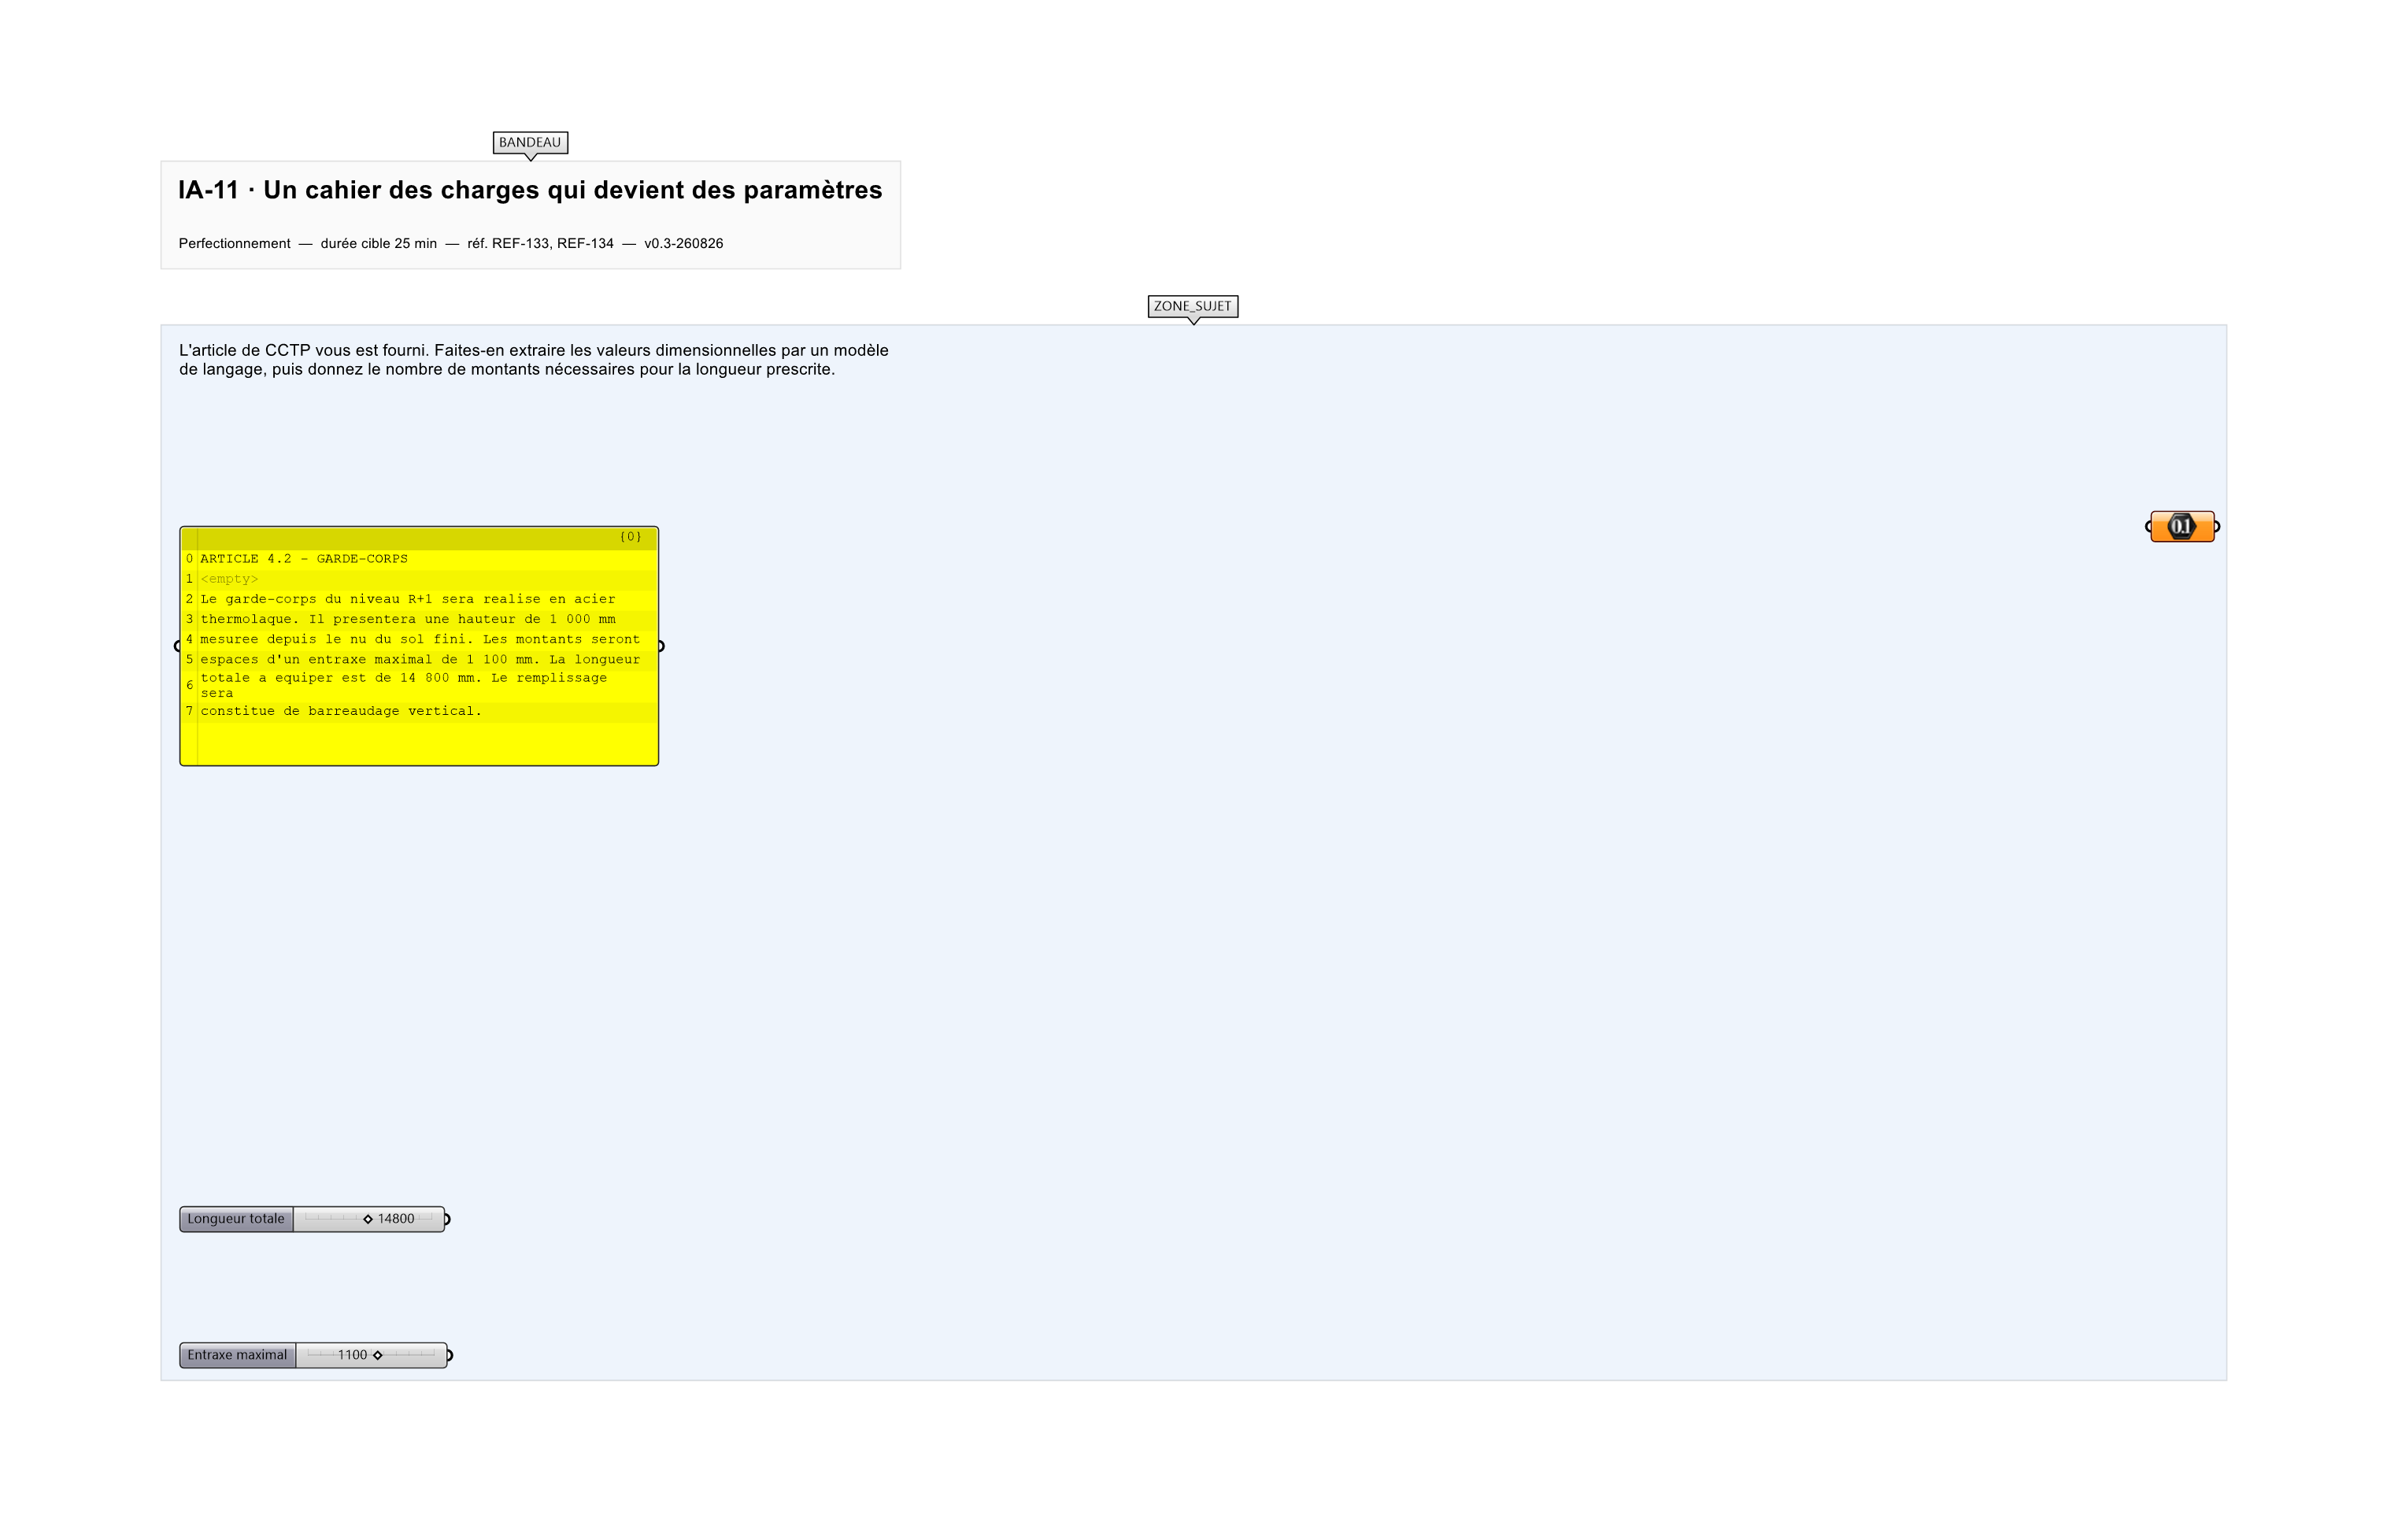 BANDEAU
IA-11 · Un cahier des charges qui devient des paramètres
Perfectionnement — durée cible 25 min — réf. REF-133, REF-134 — v0.3-260826
ZONE_SUJET
L'article de CCTP vous est fourni. Faites-en extraire les valeurs dimensionnelles par un modèle
de langage, puis donnez le nombre de montants nécessaires pour la longueur prescrite.
{0}
0 ARTICLE 4.2 - GARDE-CORPS
1 <empty>
2 Le garde-corps du niveau R+1 sera realise en acier
3 thermolaque. Il presentera une hauteur de 1 000 mm
4 mesuree depuis le nu du sol fini. Les montants seront
5 espaces d'un entraxe maximal de 1 100 mm. La longueur
6 totale a equiper est de 14 800 mm. Le remplissage
sera
7 constitue de barreaudage vertical.
0.1
Longueur totale 14800
Entraxe maximal 1100